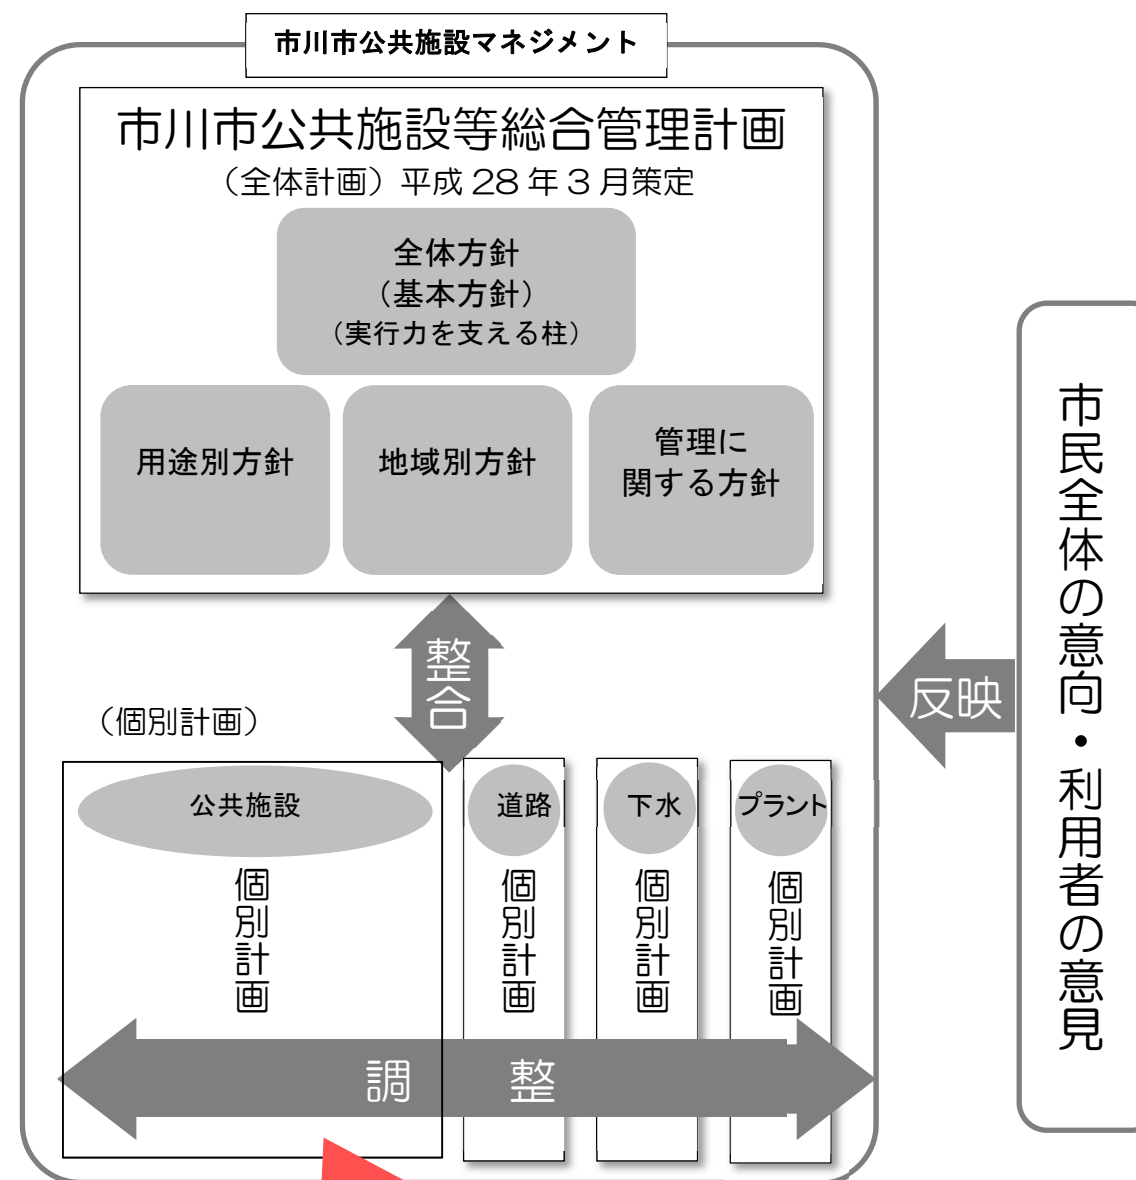 市川市公共施設マネジメント
市川市公共施設等総合管理計画
（全体計画）平成 28 年 3 月策定
全体方針
（基本方針）
（実行力を支える柱）
用途別方針
地域別方針
管理に
関する方針
整合
（個別計画）
公共施設
個別計画
道路
個別計画
下水
個別計画
プラント
個別計画
調　整
反映
市民全体の意向・利用者の意見